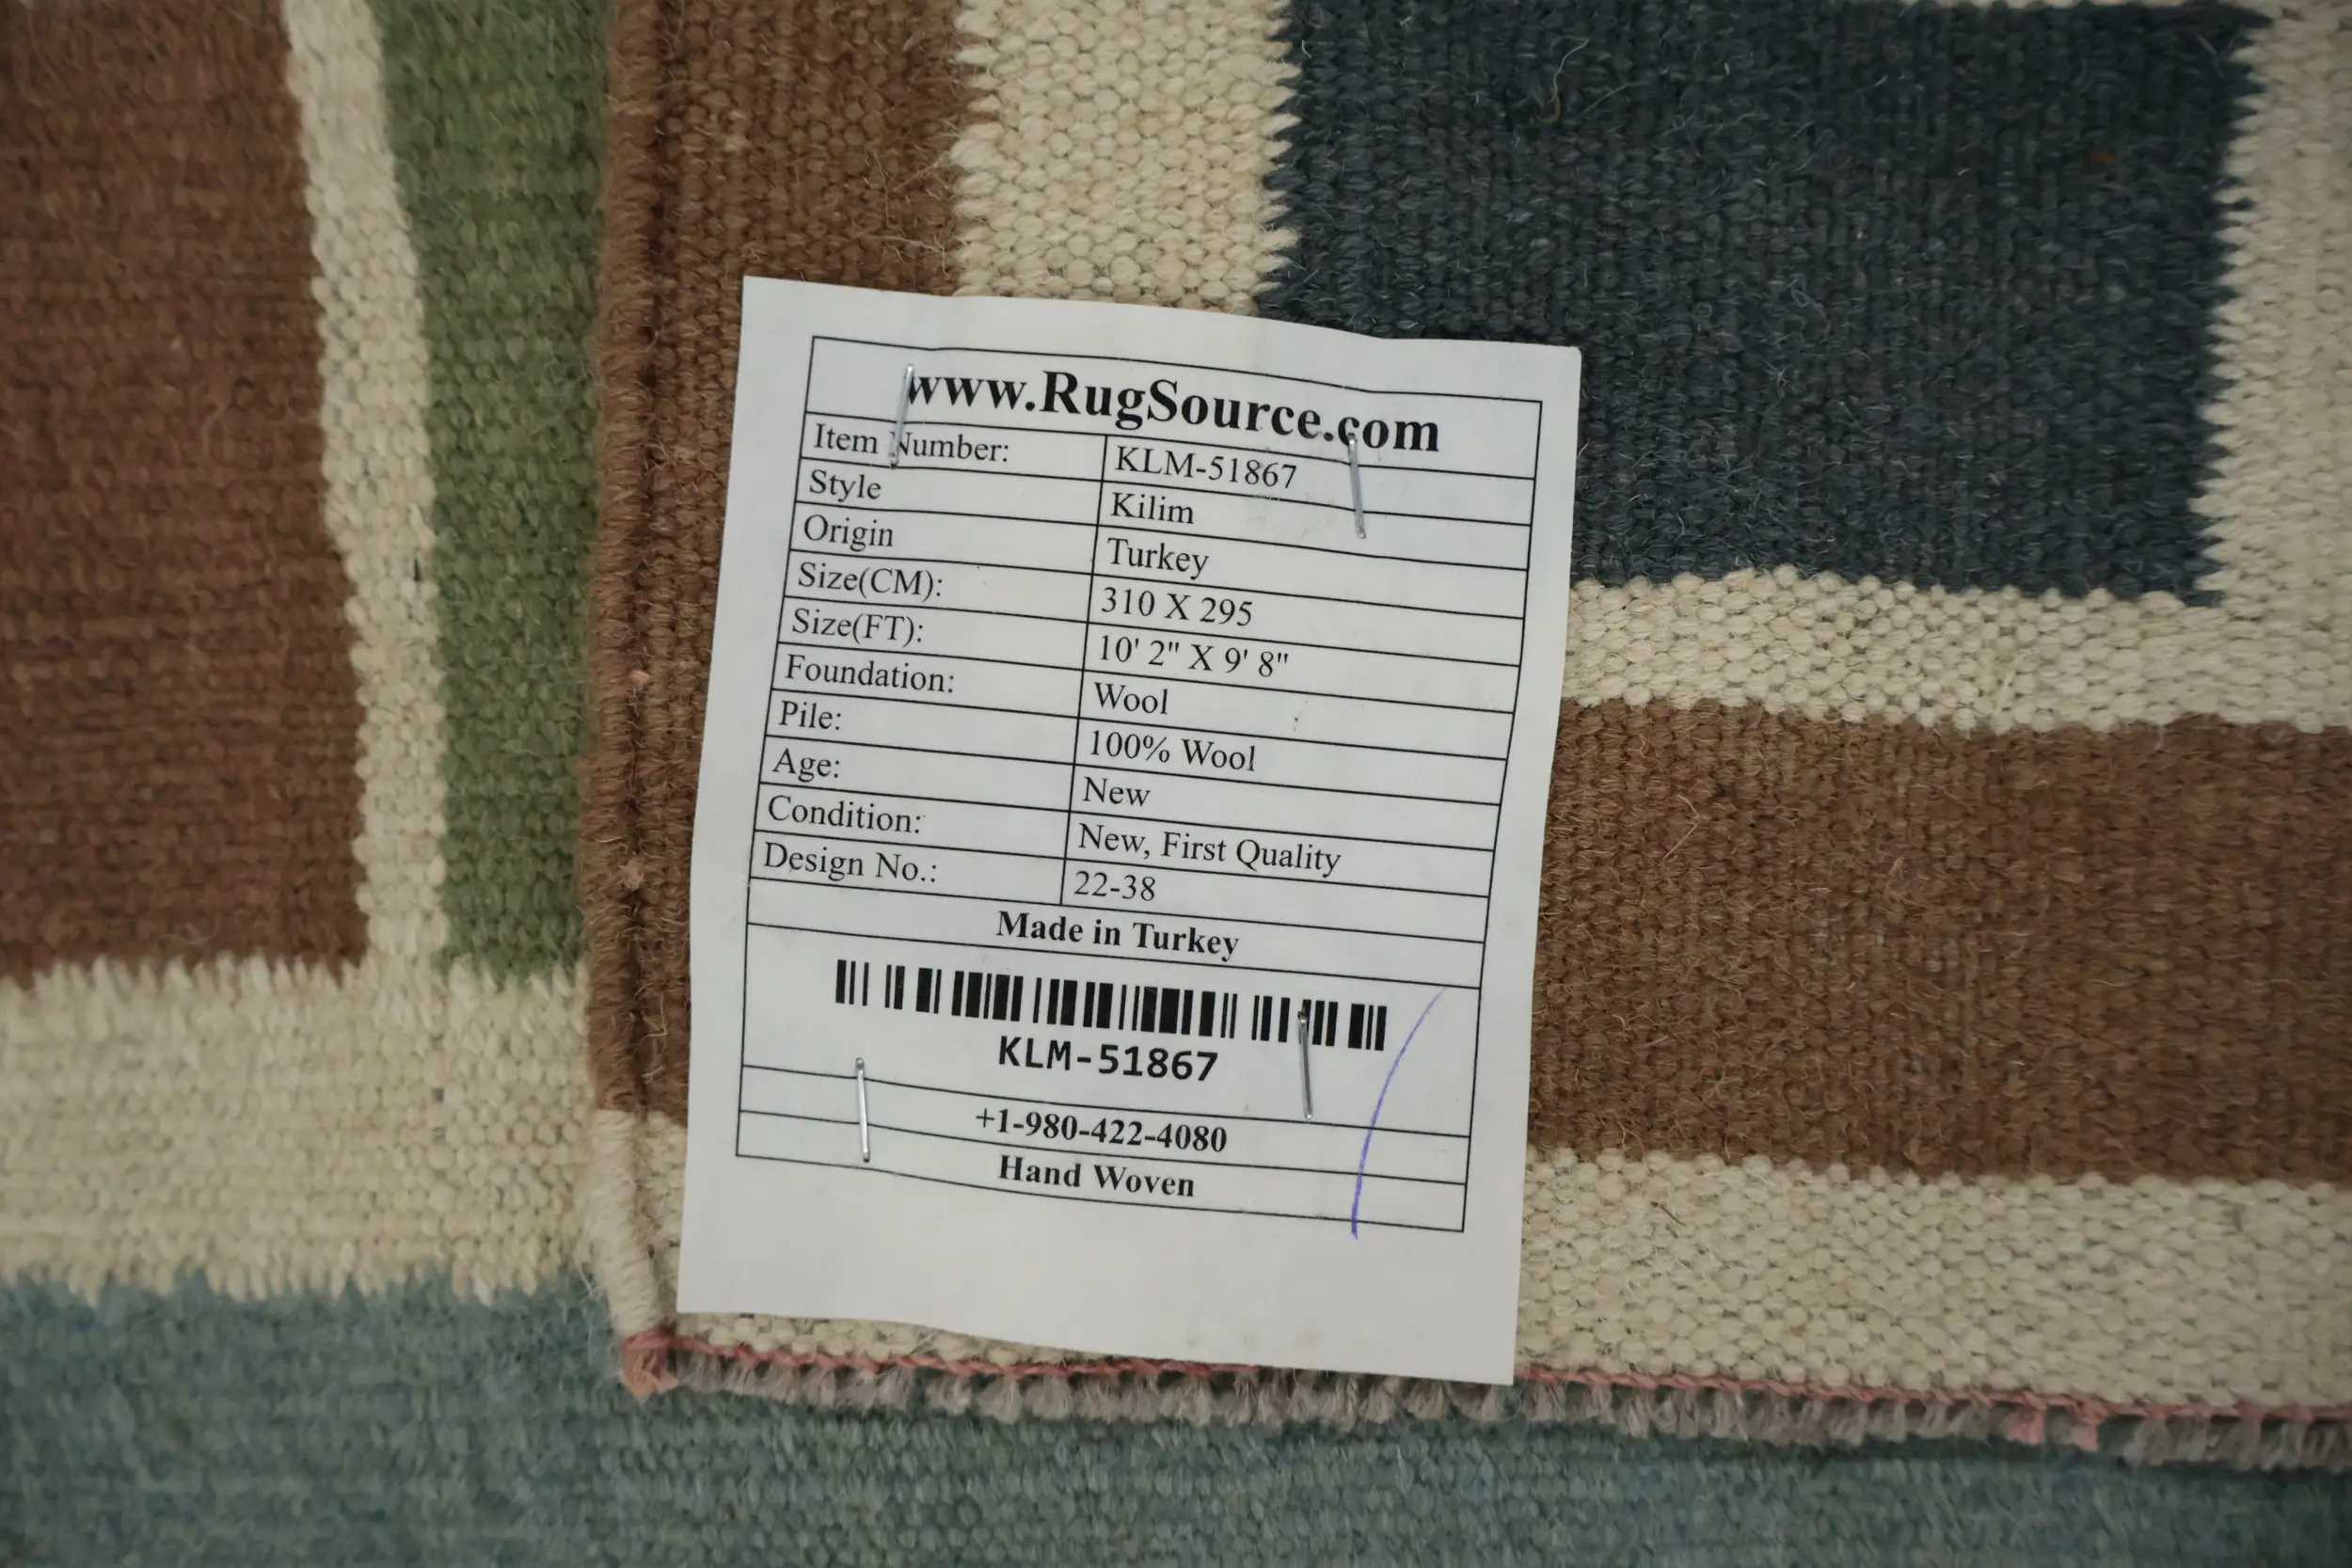 www.RugSource.com
Item Number: KLM-51867
Style Kilim
Origin Turkey
Size(CM): 310 X 295
Size(FT): 10' 2" X 9' 8"
Foundation: Wool
Pile: 100% Wool
Age: New
Condition: New, First Quality
Design No.: 22-38
Made in Turkey
KLM-51867
+1-980-422-4080
Hand Woven